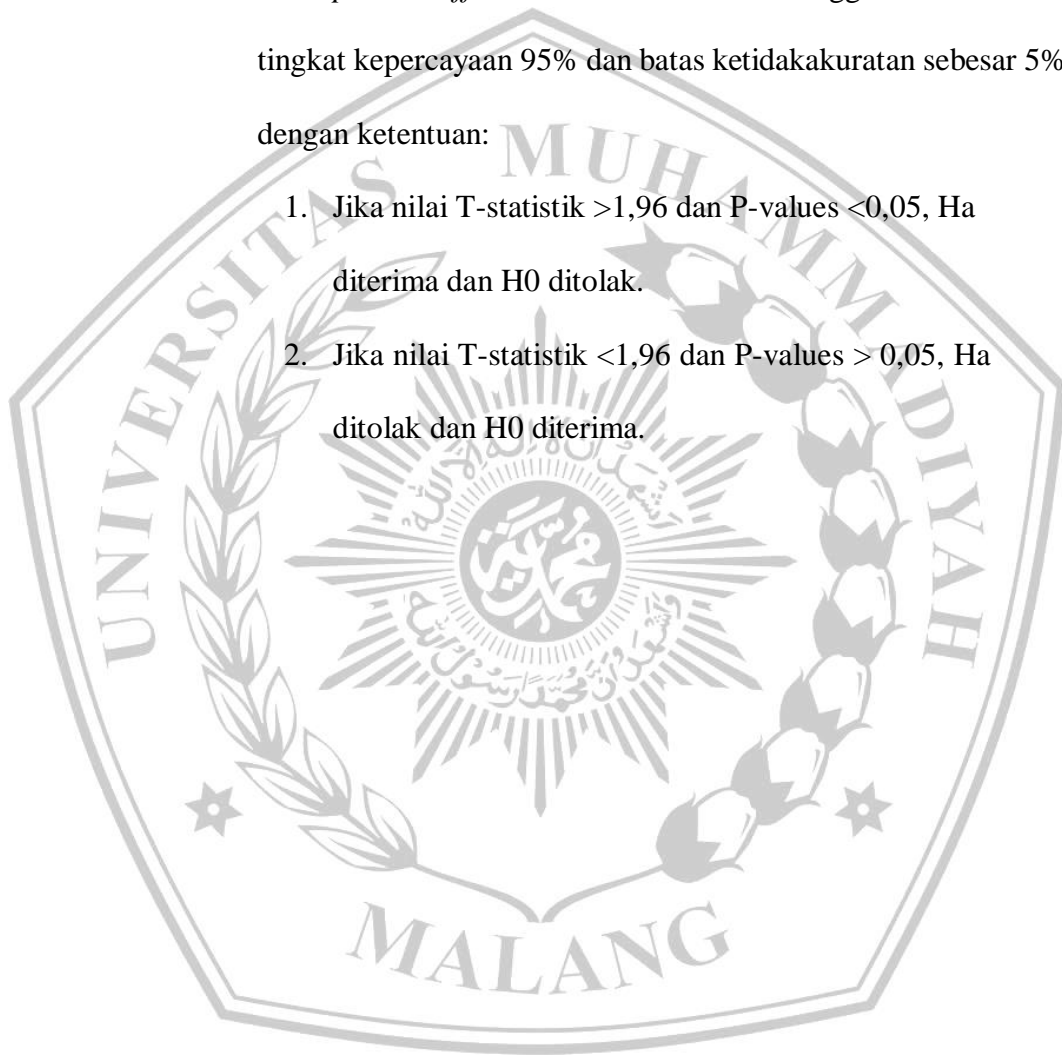 tingkat kepercayaan 95% dan batas ketidakakuratan sebesar 5%
dengan ketentuan:
1. Jika nilai T-statistik >1,96 dan P-values <0,05, Ha
diterima dan H0 ditolak.
2. Jika nilai T-statistik <1,96 dan P-values > 0,05, Ha
ditolak dan H0 diterima.
UNIVERSITAS MUHAMMADIYAH
MALANG